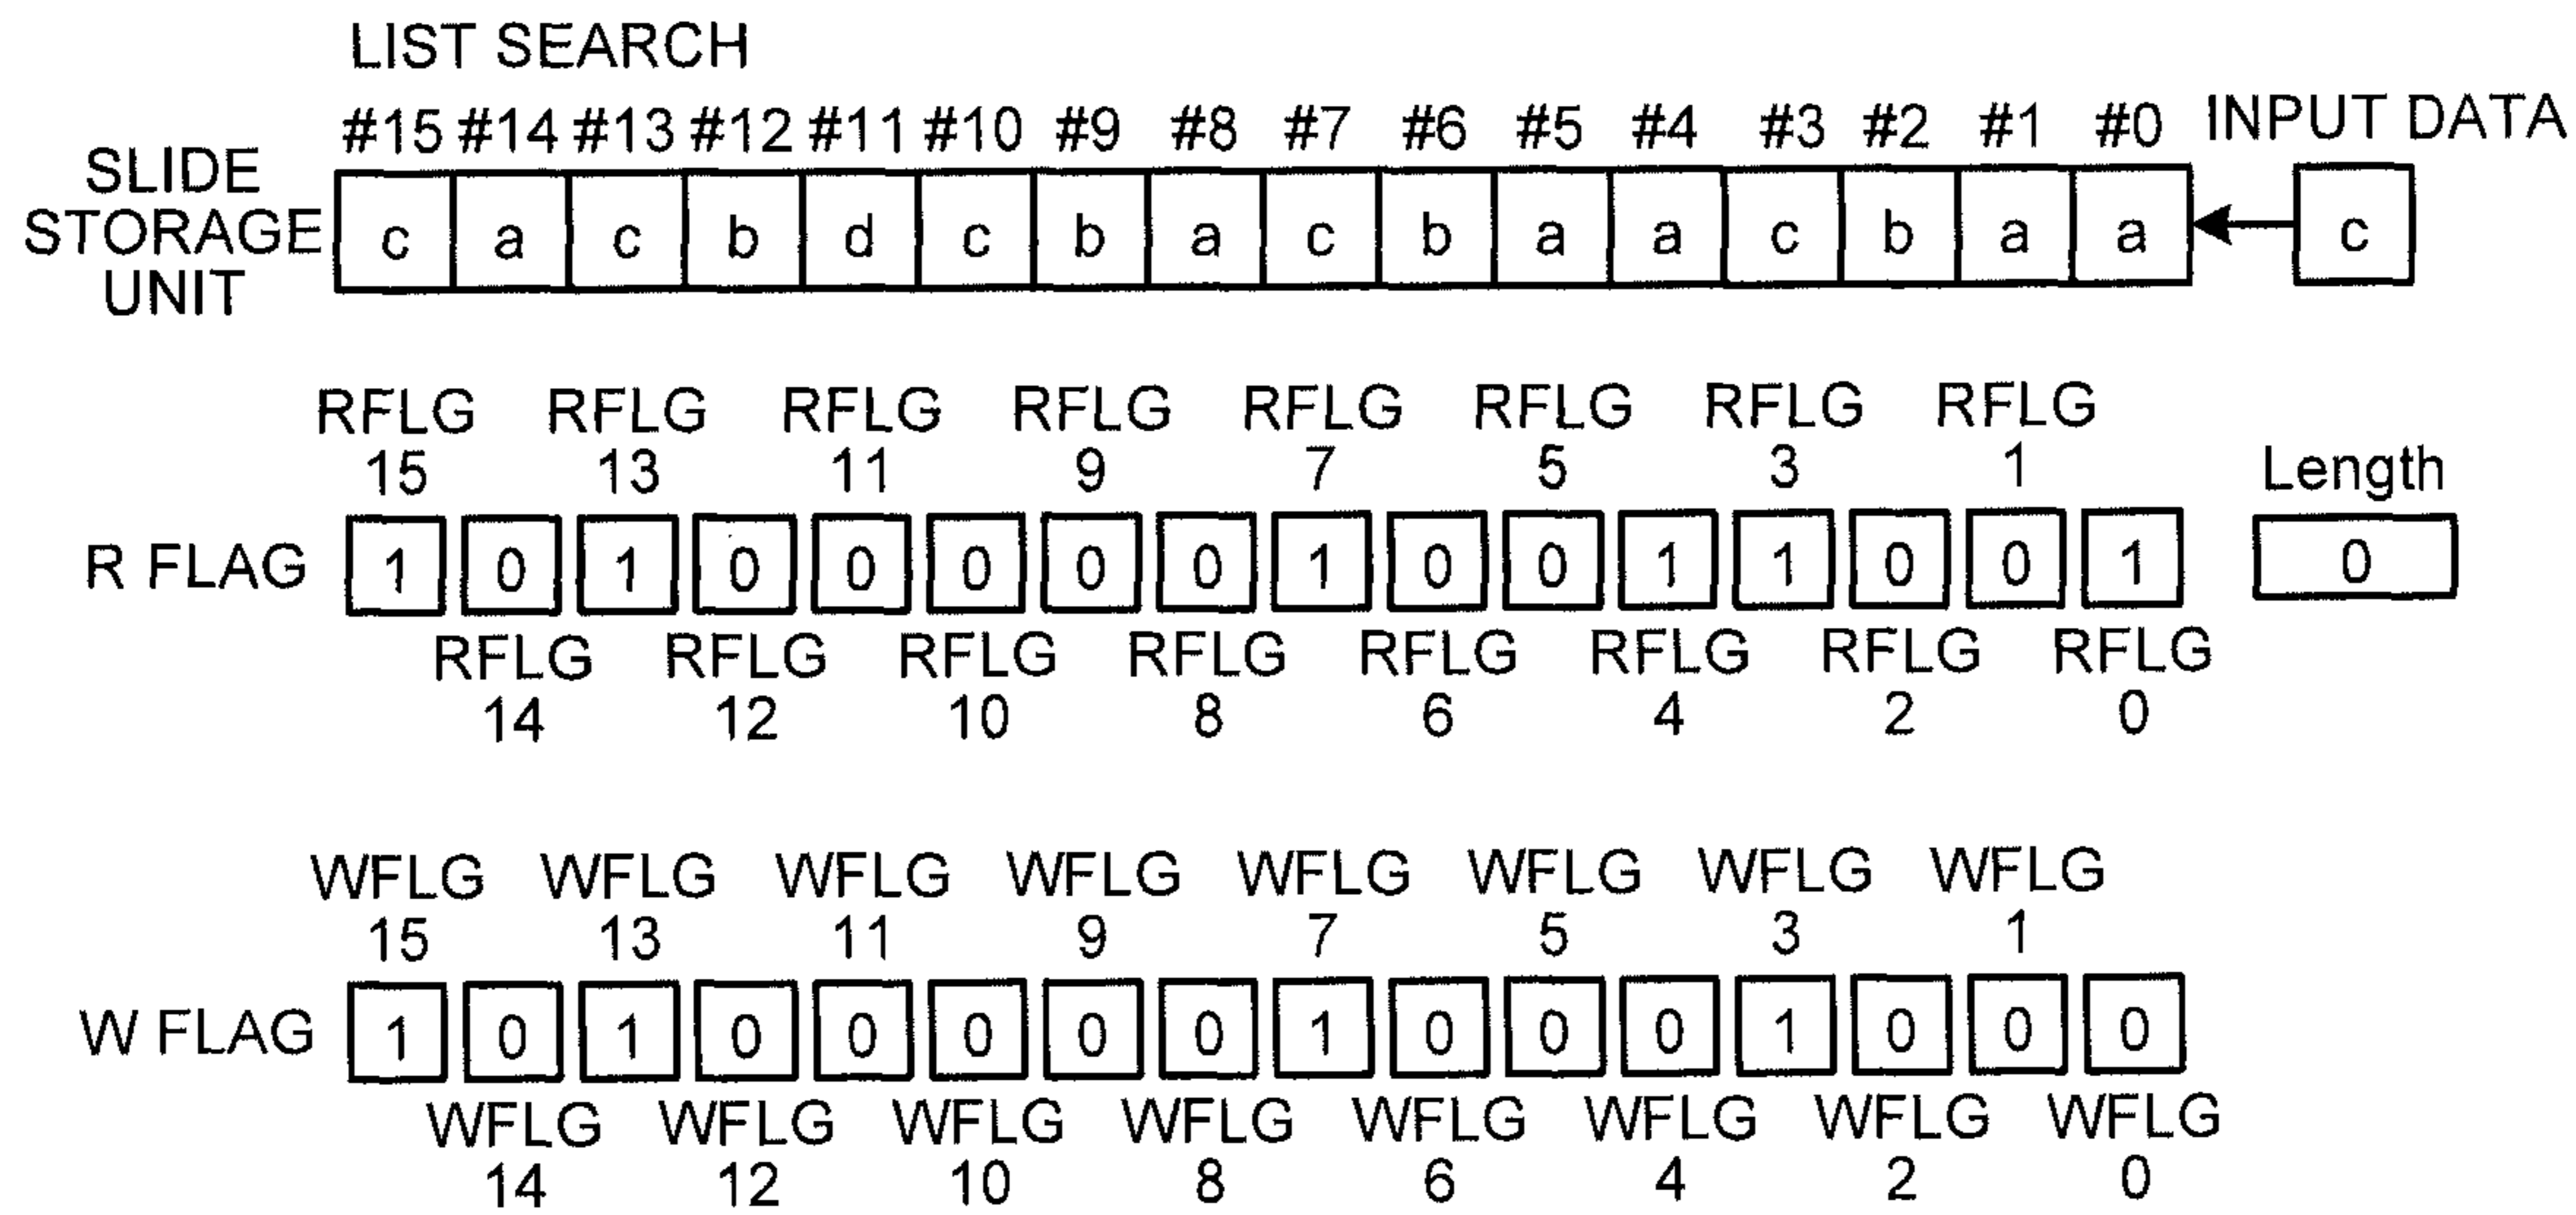 LIST SEARCH
#15 #14 #13 #12 #11 #10 #9 #8 #7 #6 #5 #4 #3 #2 #1 #0 INPUT DATA
SLIDE
STORAGE
UNIT
c a c b d c b a c b a a c b a a c
RFLG RFLG RFLG RFLG RFLG RFLG RFLG RFLG
15 13 11 9 7 5 3 1 Length
R FLAG 1 0 1 0 0 0 0 0 1 0 0 1 1 0 0 1 0
RFLG RFLG RFLG RFLG RFLG RFLG RFLG RFLG
14 12 10 8 6 4 2 0
WFLG WFLG WFLG WFLG WFLG WFLG WFLG WFLG
15 13 11 9 7 5 3 1
W FLAG 1 0 1 0 0 0 0 0 1 0 0 0 1 0 0 0
WFLG WFLG WFLG WFLG WFLG WFLG WFLG WFLG
14 12 10 8 6 4 2 0